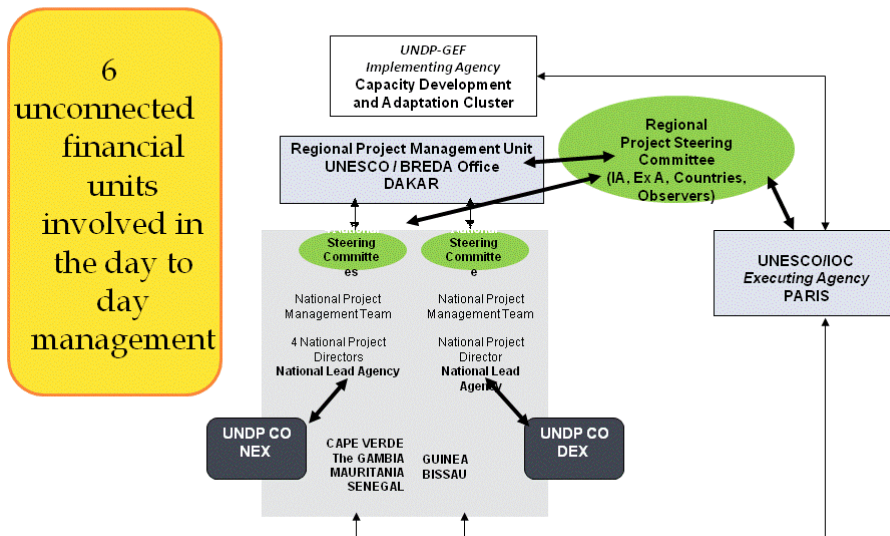 6
unconnected
financial
units
involved in
the day to
day
management
UNDP-GEF
Implementing Agency
Capacity Development
and Adaptation Cluster
Regional Project Management Unit
UNESCO / BREDA Office
DAKAR
Regional
Project Steering
Committee
(IA, Ex A, Countries,
Observers)
UNESCO/IOC
Executing Agency
PARIS
National
Steering
Committe
es
National
Steering
Committe
e
National Project
Management Team
4 National Project
Directors
National Lead Agency
National Project
Management Team
National Project
Director
National Lead
Agency
UNDP CO
NEX
UNDP CO
DEX
CAPE VERDE
The GAMBIA
MAURITANIA
SENEGAL
GUINEA
BISSAU